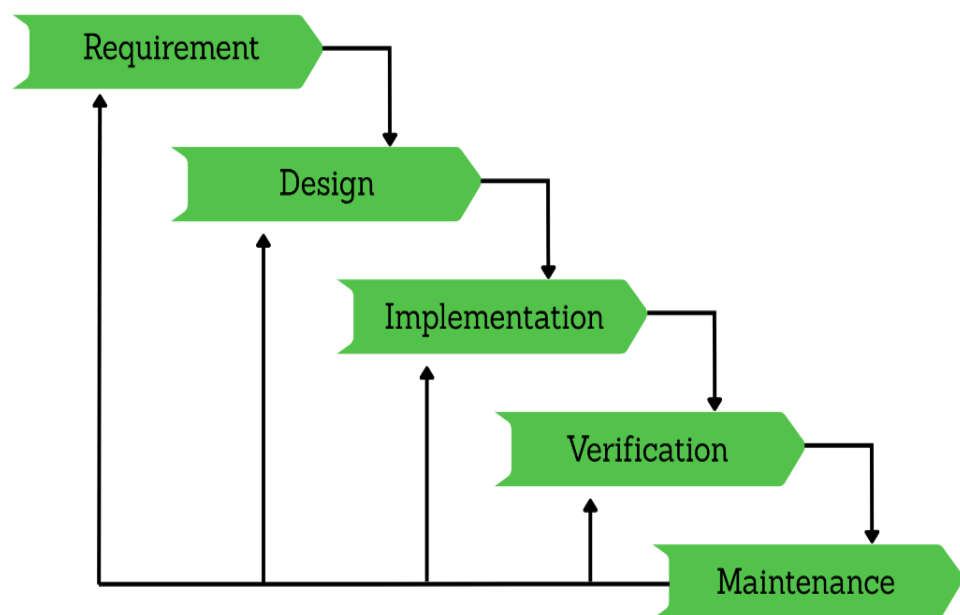 Requirement
Design
Implementation
Verification
Maintenance